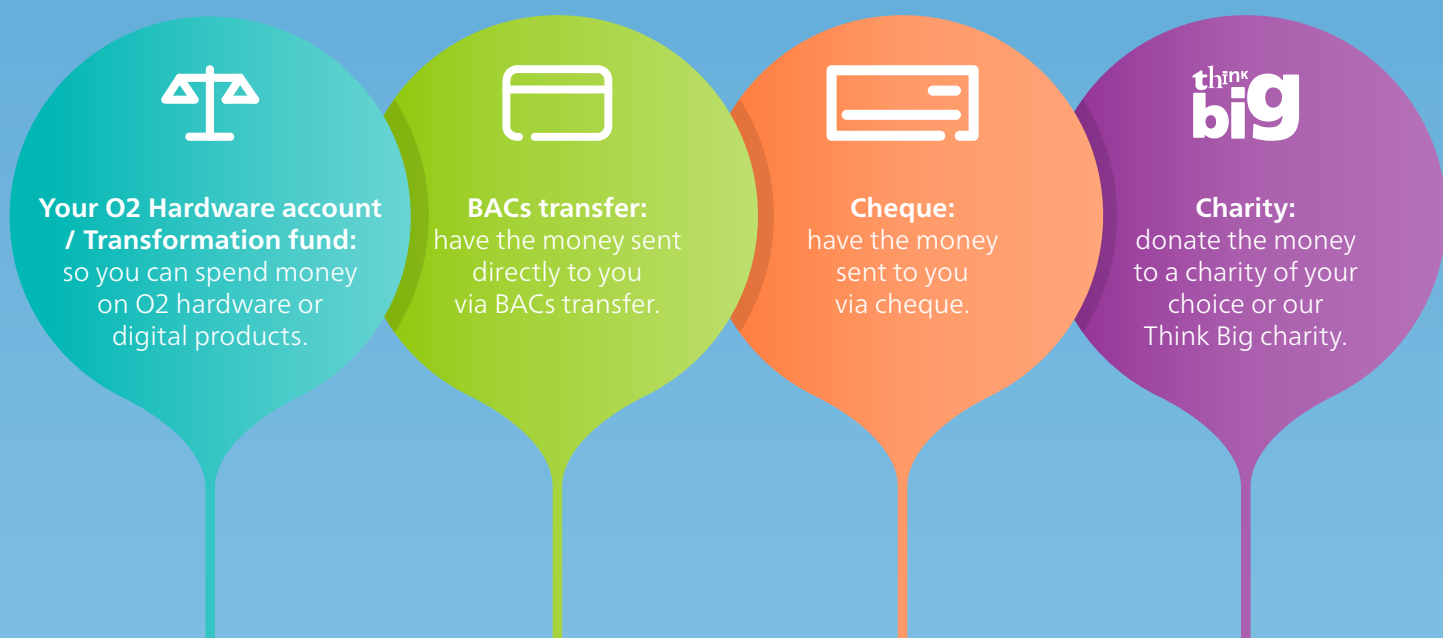 Your O2 Hardware account
/ Transformation fund:
so you can spend money
on O2 hardware or
digital products.
BACs transfer:
have the money sent
directly to you
via BACs transfer.
Cheque:
have the money
sent to you
via cheque.
think
big
Charity:
donate the money
to a charity of your
choice or our
Think Big charity.